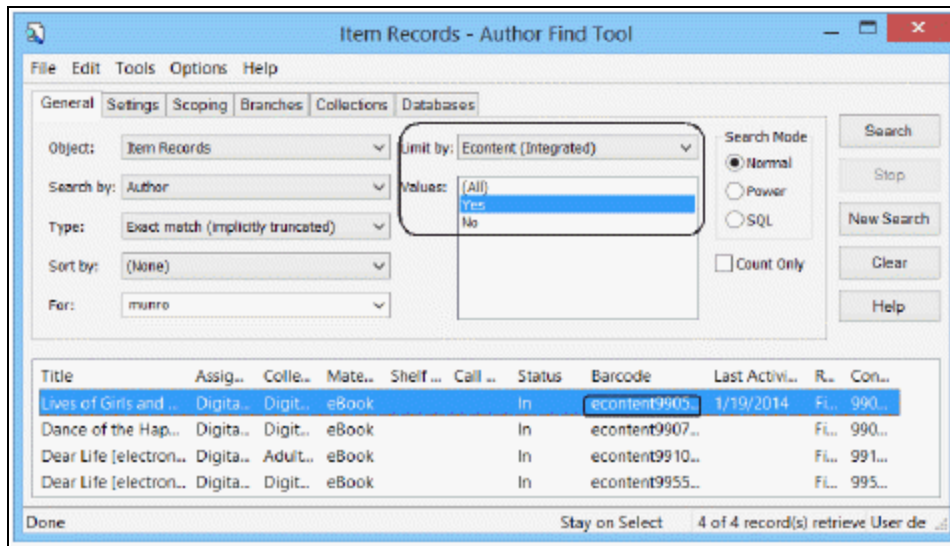 Item Records - Author Find Tool
File Edit Tools Options Help
General Settings Scoping Branches Collections Databases
Object: Item Records
Limit by: Econtent (Integrated)
Search Mode
Search
Normal
Search by: Author
Values: (All)
Yes
No
Power
Stop
Type: Exact match (implicitly truncated)
SQL
New Search
Sort by: (None)
Count Only
Clear
For: munro
Help
Title Assig... Colle... Mate... Shelf ... Call ... Status Barcode Last Activi... R... Con...
Lives of Girls and ... Digita... Digit... eBook In econtent9905... 1/19/2014 Fi... 990...
Dance of the Hap... Digita... Digit... eBook In econtent9907... Fi... 990...
Dear Life [electron... Digita... Adult... eBook In econtent9910... Fi... 991...
Dear Life [electron... Digita... Digit... eBook In econtent9955... Fi... 995...
Done Stay on Select 4 of 4 record(s) retrieve User de